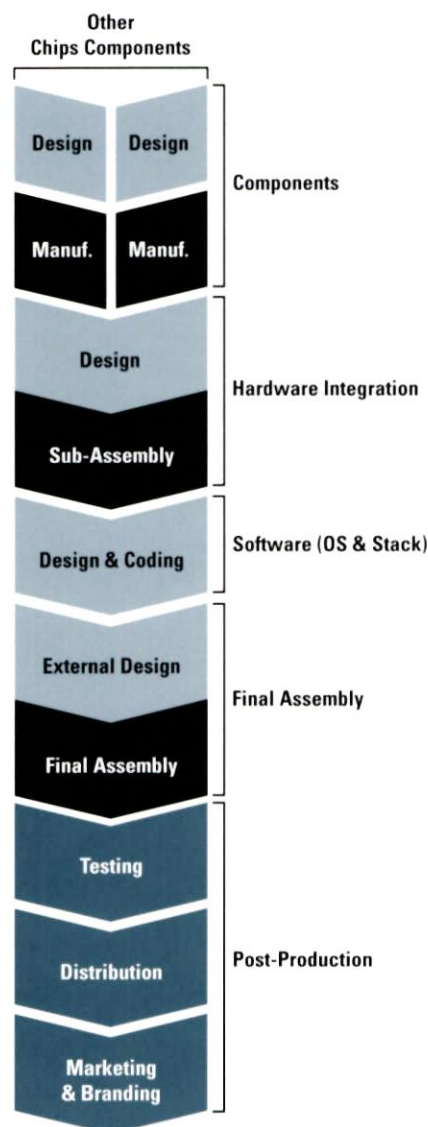 Other
Chips Components
Design
Design
Components
Manuf.
Manuf.
Design
Hardware Integration
Sub-Assembly
Software (OS & Stack)
Design & Coding
External Design
Final Assembly
Final Assembly
Testing
Distribution
Post-Production
Marketing
& Branding